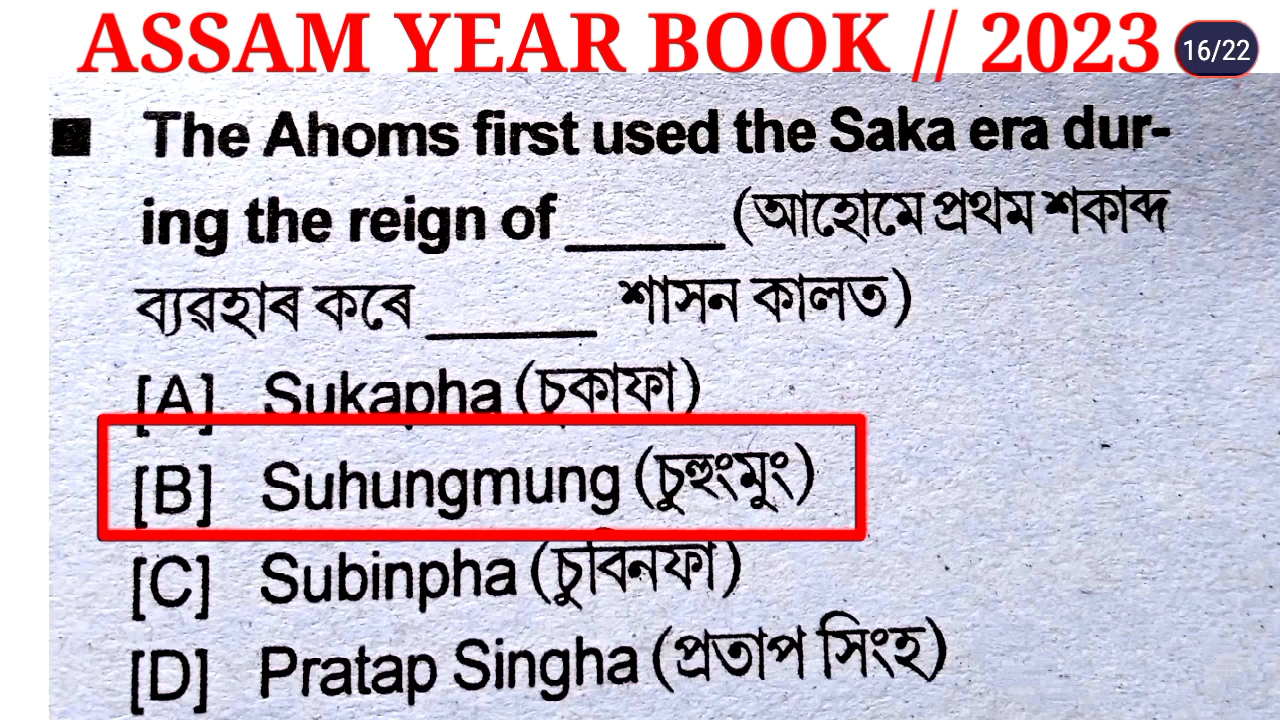 ASSAM YEAR BOOK // 2023
16/22
The Ahoms first used the Saka era dur-
ing the reign of _____ (আহোমে প্ৰথম শকাব্দ
ব্যৱহাৰ কৰে _____ শাসন কালত)
[A] Sukapha (চুকাফা)
[B] Suhungmung (চুহুংমুং)
[C] Subinpha (চুবিনফা)
[D] Pratap Singha (প্ৰতাপ সিংহ)